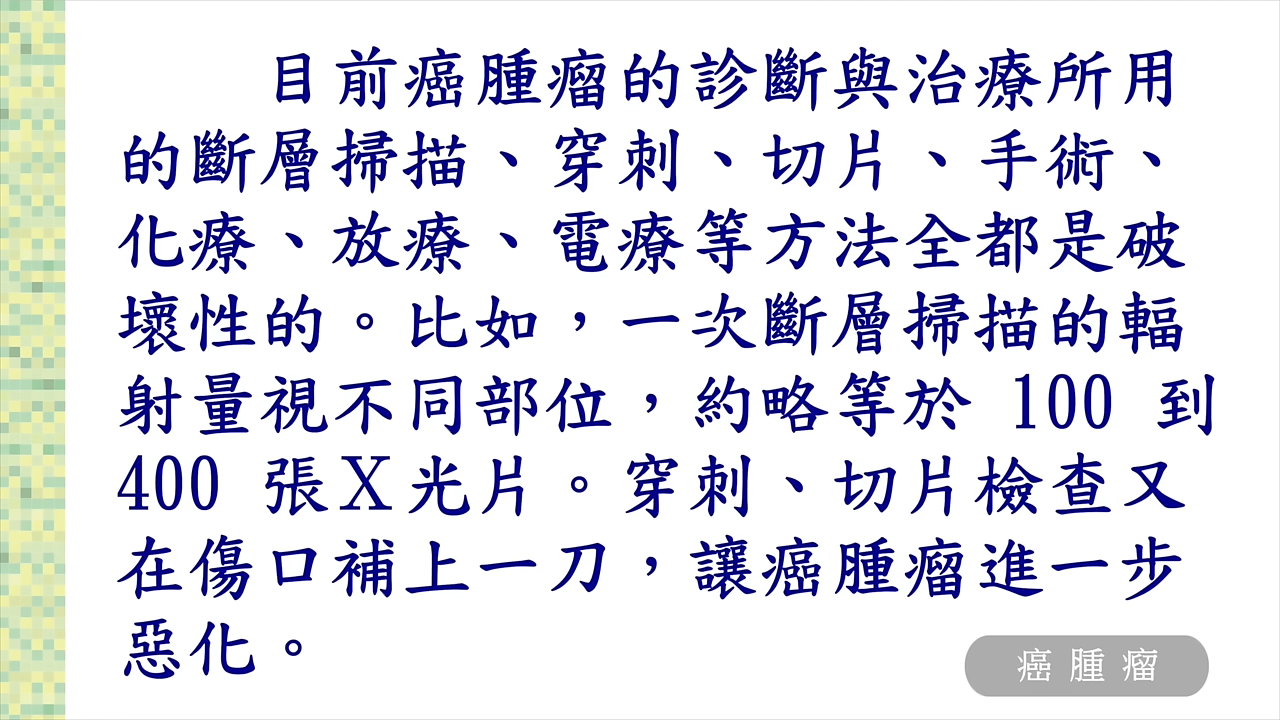 目前癌腫瘤的診斷與治療所用
的斷層掃描、穿刺、切片、手術、
化療、放療、電療等方法全都是破
壞性的。比如，一次斷層掃描的輻
射量視不同部位，約略等於 100 到
400 張X光片。穿刺、切片檢查又
在傷口補上一刀，讓癌腫瘤進一步
惡化。
癌腫瘤